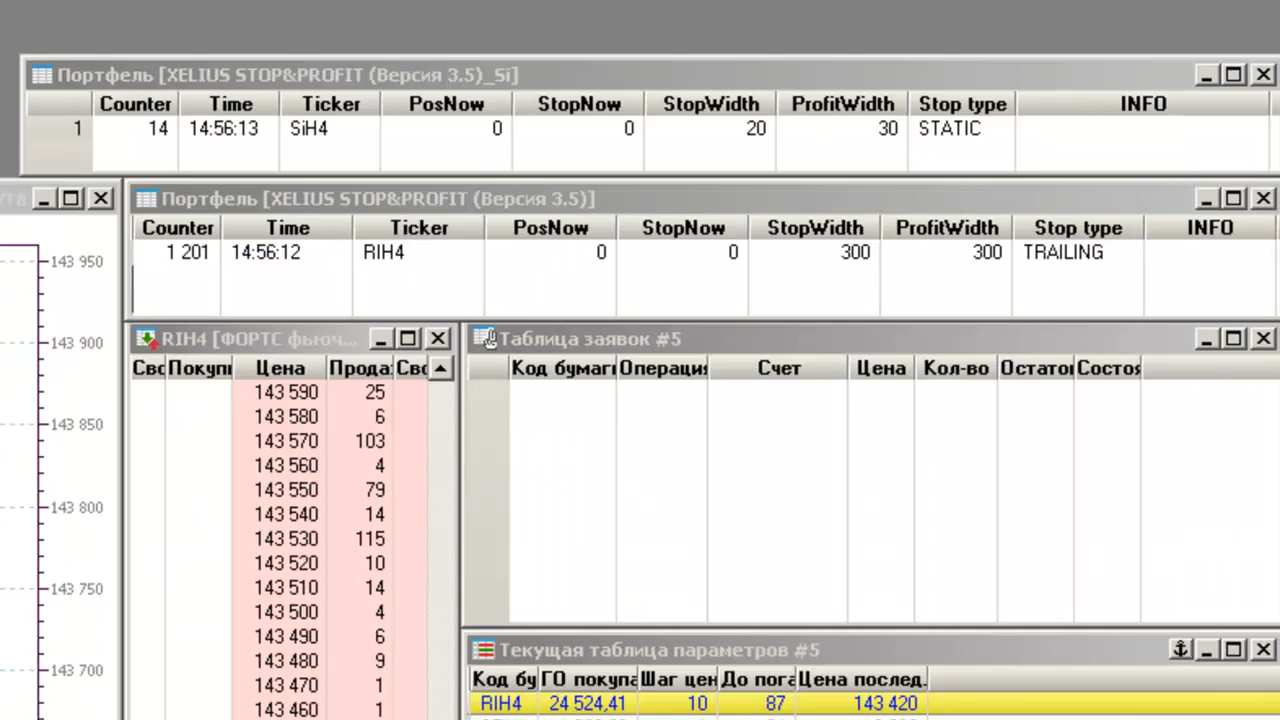 Портфель [XELIUS STOP&PROFIT (Версия 3.5)_Si]
Counter Time Ticker PosNow StopNow StopWidth ProfitWidth Stop type INFO
1 14 14:56:13 SiH4 0 0 20 30 STATIC
Портфель [XELIUS STOP&PROFIT (Версия 3.5)]
Counter Time Ticker PosNow StopNow StopWidth ProfitWidth Stop type INFO
1 201 14:56:12 RIH4 0 0 300 300 TRAILING
143 950
143 900
143 850
143 800
143 750
143 700
RIH4 [ФОРТС фьюч...
Сво Покуп Цена Прода Сво
143 590 25
143 580 6
143 570 103
143 560 4
143 550 79
143 540 14
143 530 115
143 520 10
143 510 14
143 500 4
143 490 6
143 480 9
143 470 1
143 460 1
Таблица заявок #5
Код бумаг Операция Счет Цена Кол-во Остато Состоя
Текущая таблица параметров #5
Код бу ГО покупа Шаг цен До пога Цена послед.
RIH4 24 524,41 10 87 143 420